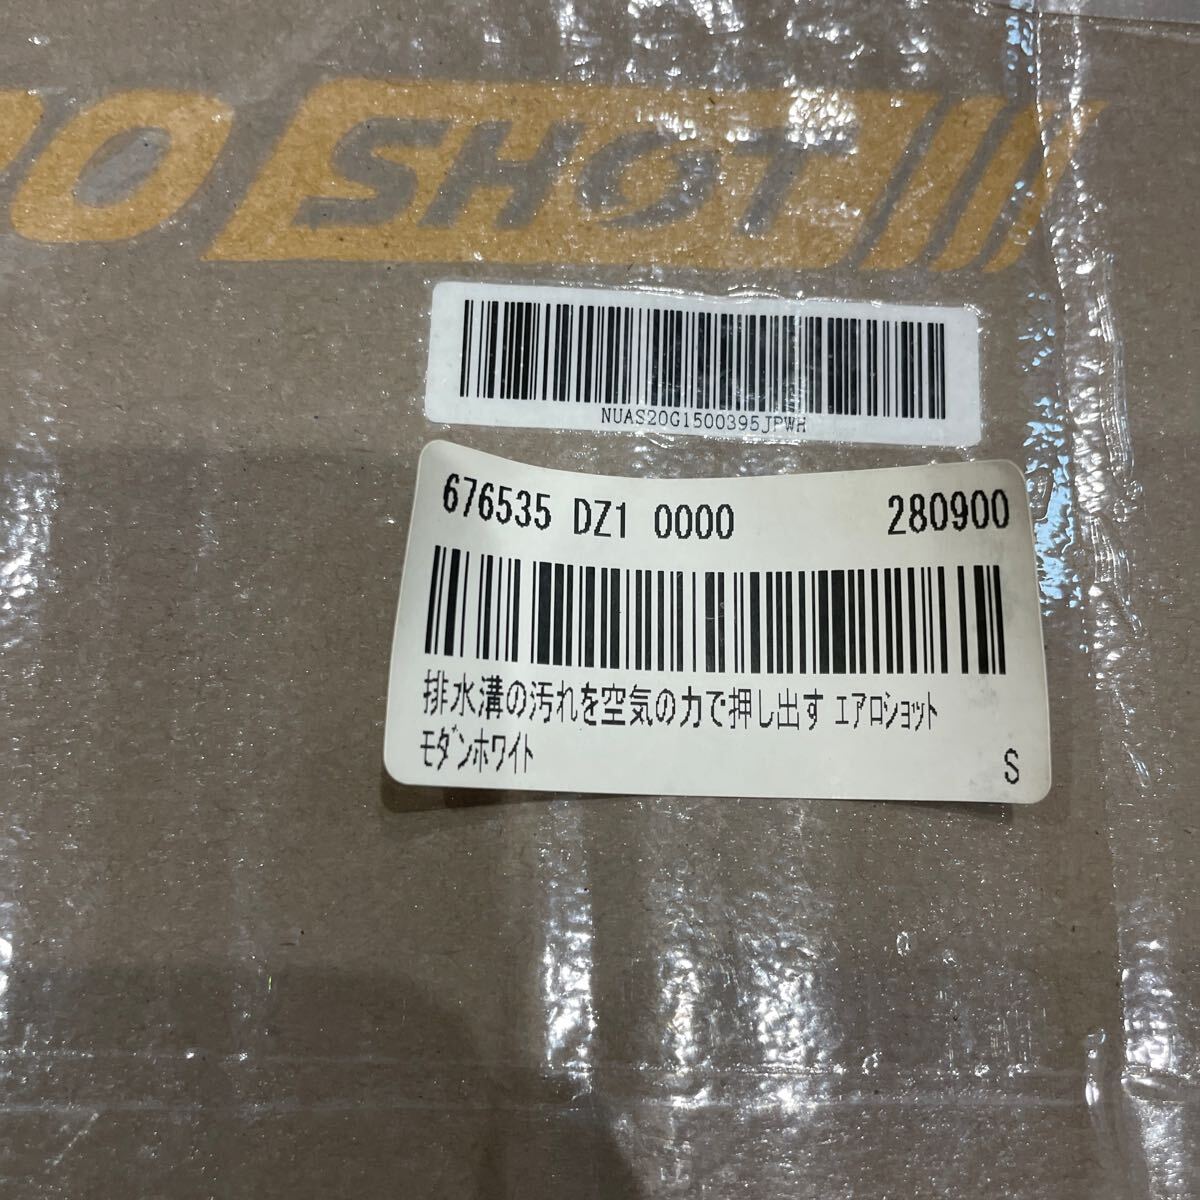 RO SHOT
NUAS20G1500395JPWH
676535 DZ1 0000 280900
排水溝の汚れを空気の力で押し出す エアロショット
モダンホワイト S